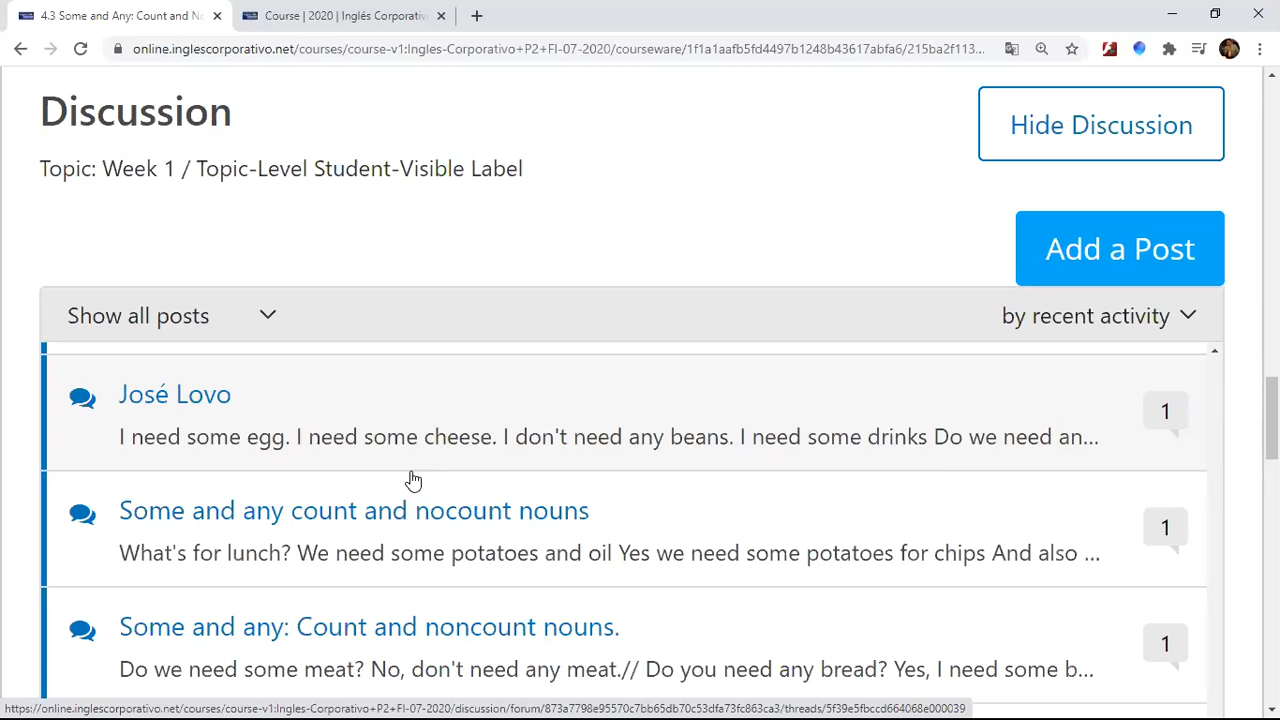 4.3 Some and Any: Count and No
Course | 2020 | Inglés Corporativ
online.inglescorporativo.net/courses/course-v1:Ingles-Corporativo+P2+FI-07-2020/courseware/1f1a1aafb5fd4497b1248b43617abfa6/215ba2f113...
Discussion
Hide Discussion
Topic: Week 1 / Topic-Level Student-Visible Label
Add a Post
Show all posts
by recent activity
José Lovo
I need some egg. I need some cheese. I don't need any beans. I need some drinks Do we need an...
1
Some and any count and nocount nouns
What's for lunch? We need some potatoes and oil Yes we need some potatoes for chips And also ...
1
Some and any: Count and noncount nouns.
Do we need some meat? No, don't need any meat.// Do you need any bread? Yes, I need some b...
1
https://online.inglescorporativo.net/courses/course-v1:Ingles-Corporativo+P2+FI-07-2020/discussion/forum/873a7798e95570c7bb65db70c53dfa73fc863ca3/threads/5f39e5fbccd664068e000039